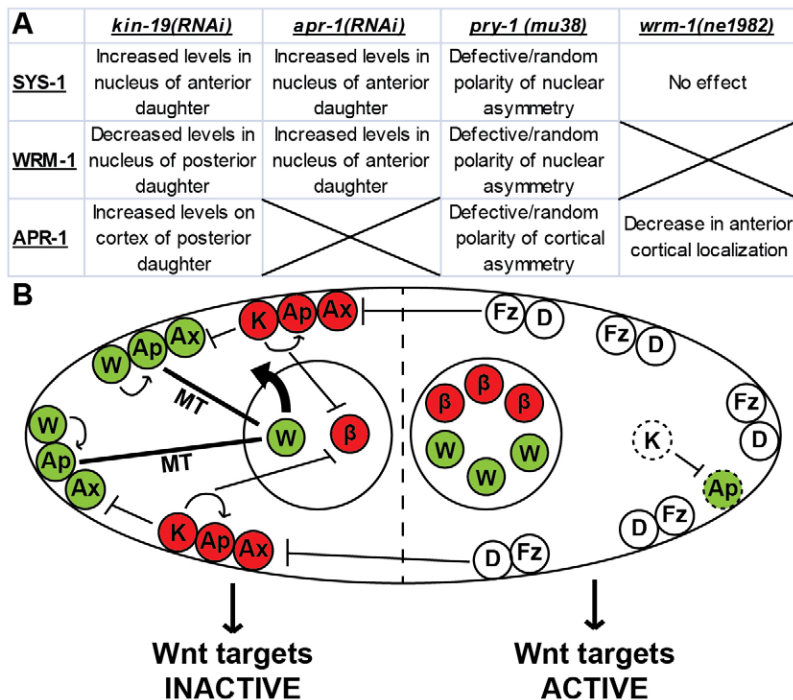 A
kin-19(RNAi) apr-1(RNAi) pry-1 (mu38) wrm-1(ne1982)
SYS-1
Increased levels in
nucleus of anterior
daughter
Increased levels in
nucleus of anterior
daughter
Defective/random
polarity of nuclear
asymmetry
No effect
WRM-1
Decreased levels in
nucleus of posterior
daughter
Increased levels in
nucleus of anterior
daughter
Defective/random
polarity of nuclear
asymmetry
APR-1
Increased levels on
cortex of posterior
daughter
Defective/random
polarity of cortical
asymmetry
Decrease in anterior
cortical localization
B
K Ap Ax
W Ap Ax
MT
W β
W
Ap
Ax
MT
K Ap Ax
Fz D
Fz D
Fz
D
β β β
W W W
K
Ap
D Fz
D Fz
Wnt targets
INACTIVE
Wnt targets
ACTIVE